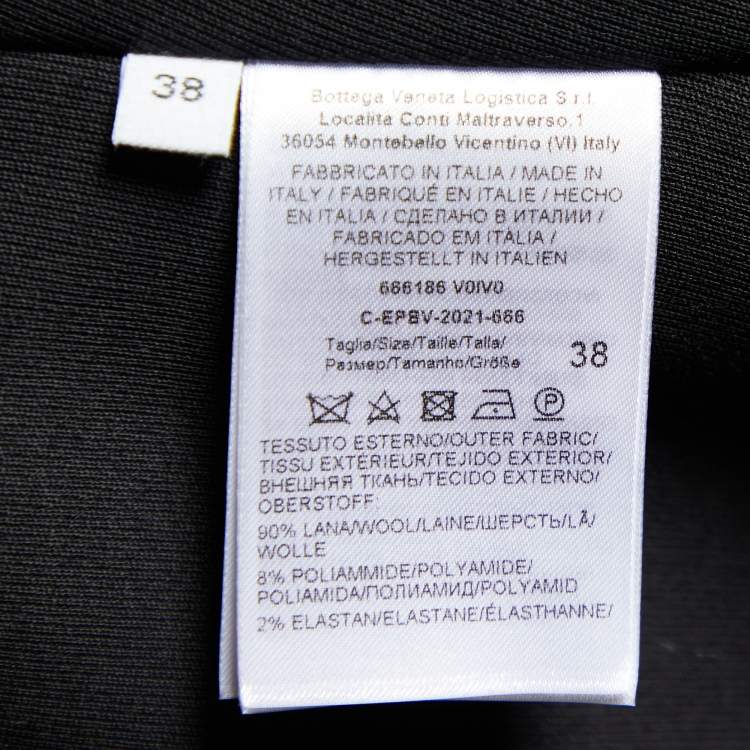 38
Bottega Veneta Logistica S.r.l.
Localita Conti Maltraverso,1
36054 Montebello Vicentino (VI) Italy
FABBRICATO IN ITALIA / MADE IN
ITALY / FABRIQUÉ EN ITALIE / HECHO
EN ITALIA / СДЕЛАНО В ИТАЛИИ /
FABRICADO EM ITÀLIA /
HERGESTELLT IN ITALIEN
666186 V0IV0
C-EPBV-2021-666
Taglia/Size/Taille/Talla/
Размер/Tamanho/Größe 38
TESSUTO ESTERNO/OUTER FABRIC/
TISSU EXTÉRIEUR/TEJIDO EXTERIOR/
ВНЕШНЯЯ ТКАНЬ/TECIDO EXTERNO/
OBERSTOFF:
90% LANA/WOOL/LAINE/ШЕРСТЬ/LÃ/
WOLLE
8% POLIAMMIDE/POLYAMIDE/
POLIAMIDA/ПОЛИАМИД/POLYAMID
2% ELASTAN/ELASTANE/ÉLASTHANNE/